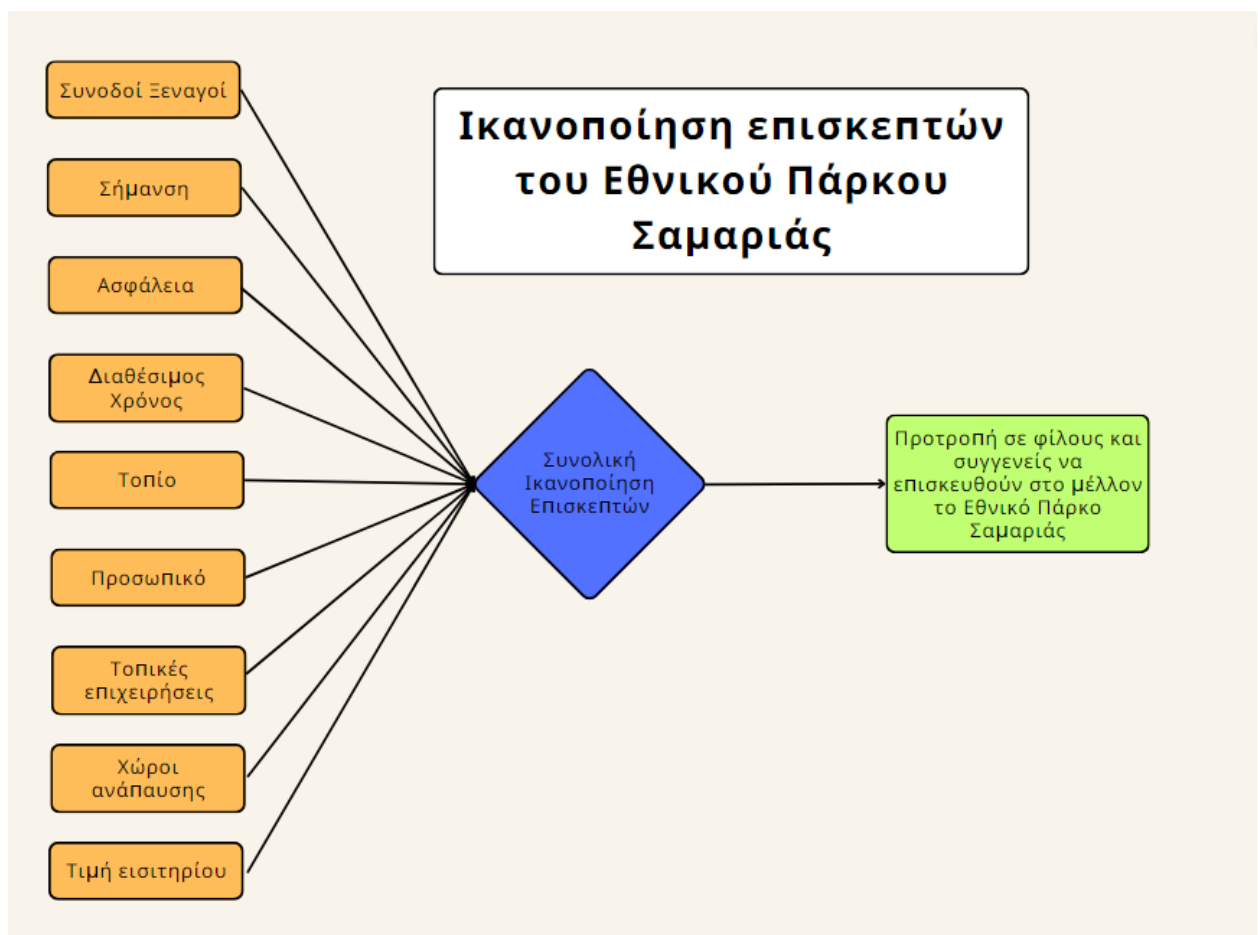 Ικανοποίηση επισκεπτών
του Εθνικού Πάρκου
Σαμαριάς
Συνοδοί Ξεναγοί
Σήμανση
Ασφάλεια
Διαθέσιμος
Χρόνος
Τοπίο
Προσωπικό
Τοπικές
επιχειρήσεις
Χώροι
ανάπαυσης
Τιμή εισιτηρίου
Συνολική
Ικανοποίηση
Επισκεπτών
Προτροπή σε φίλους και
συγγενείς να
επισκευθούν στο μέλλον
το Εθνικό Πάρκο
Σαμαριάς